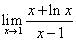 lim x→1 (x + ln x)/(x − 1)